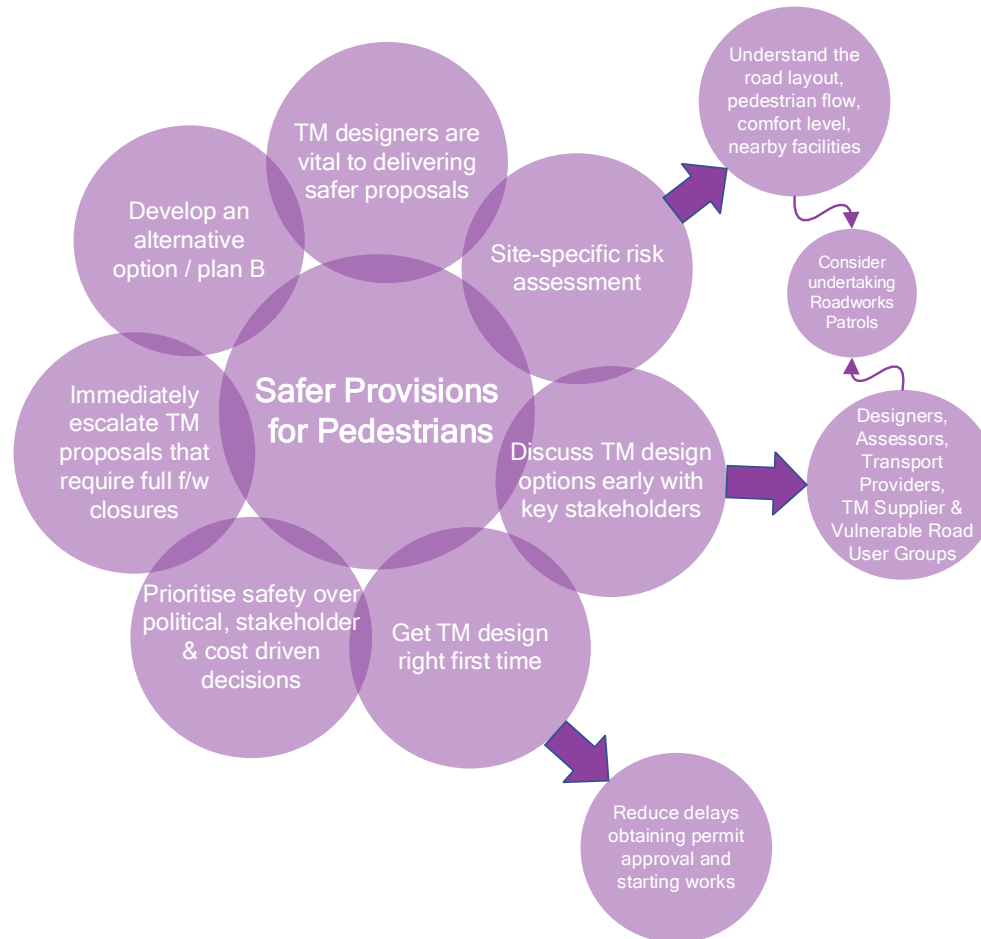 Safer Provisions
for Pedestrians
TM designers are
vital to delivering
safer proposals
Site-specific risk
assessment
Understand the
road layout,
pedestrian flow,
comfort level,
nearby facilities
Consider
undertaking
Roadworks
Patrols
Discuss TM design
options early with
key stakeholders
Designers,
Assessors,
Transport
Providers,
TM Supplier &
Vulnerable Road
User Groups
Get TM design
right first time
Reduce delays
obtaining permit
approval and
starting works
Prioritise safety over
political, stakeholder
& cost driven
decisions
Immediately
escalate TM
proposals that
require full f/w
closures
Develop an
alternative
option / plan B